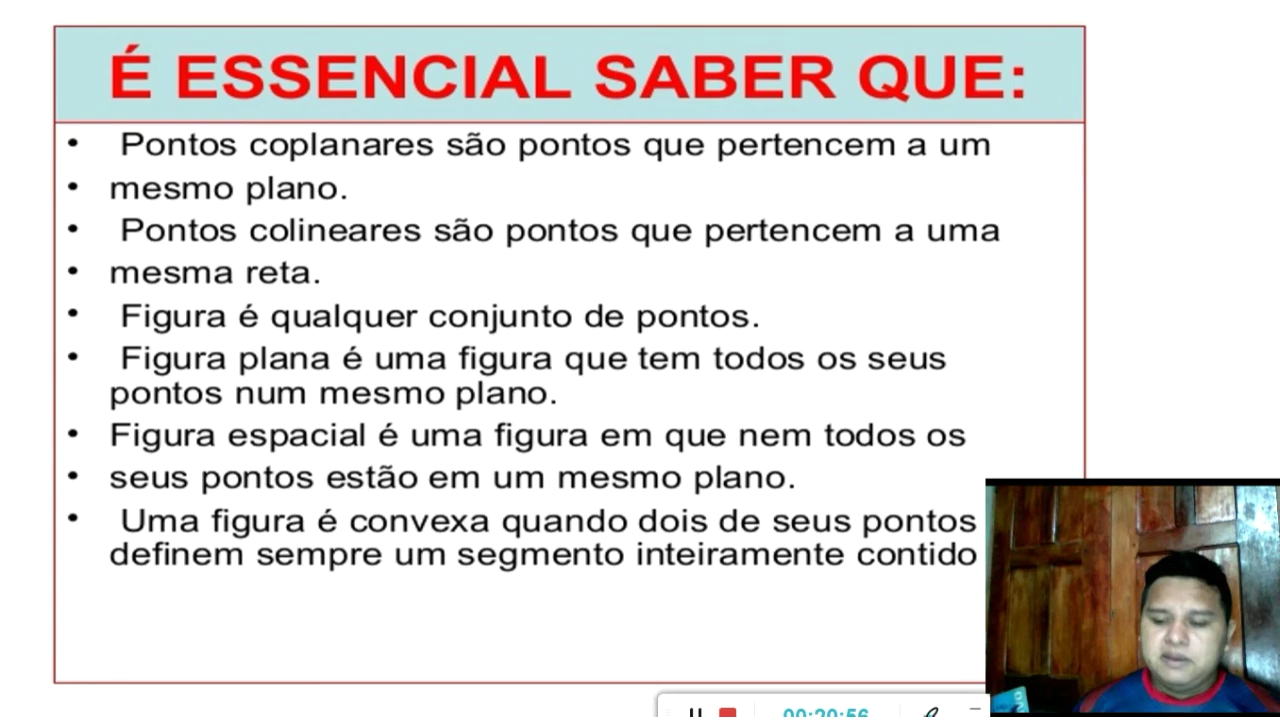 É ESSENCIAL SABER QUE:
• Pontos coplanares são pontos que pertencem a um
• mesmo plano.
• Pontos colineares são pontos que pertencem a uma
• mesma reta.
• Figura é qualquer conjunto de pontos.
• Figura plana é uma figura que tem todos os seus
pontos num mesmo plano.
• Figura espacial é uma figura em que nem todos os
• seus pontos estão em um mesmo plano.
• Uma figura é convexa quando dois de seus pontos
definem sempre um segmento inteiramente contido
00:20:56